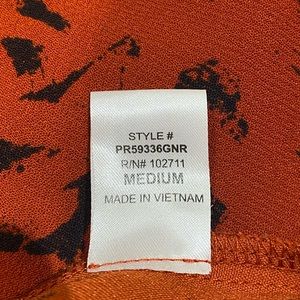 STYLE #
PR59336GNR
R/N# 102711
MEDIUM
MADE IN VIETNAM